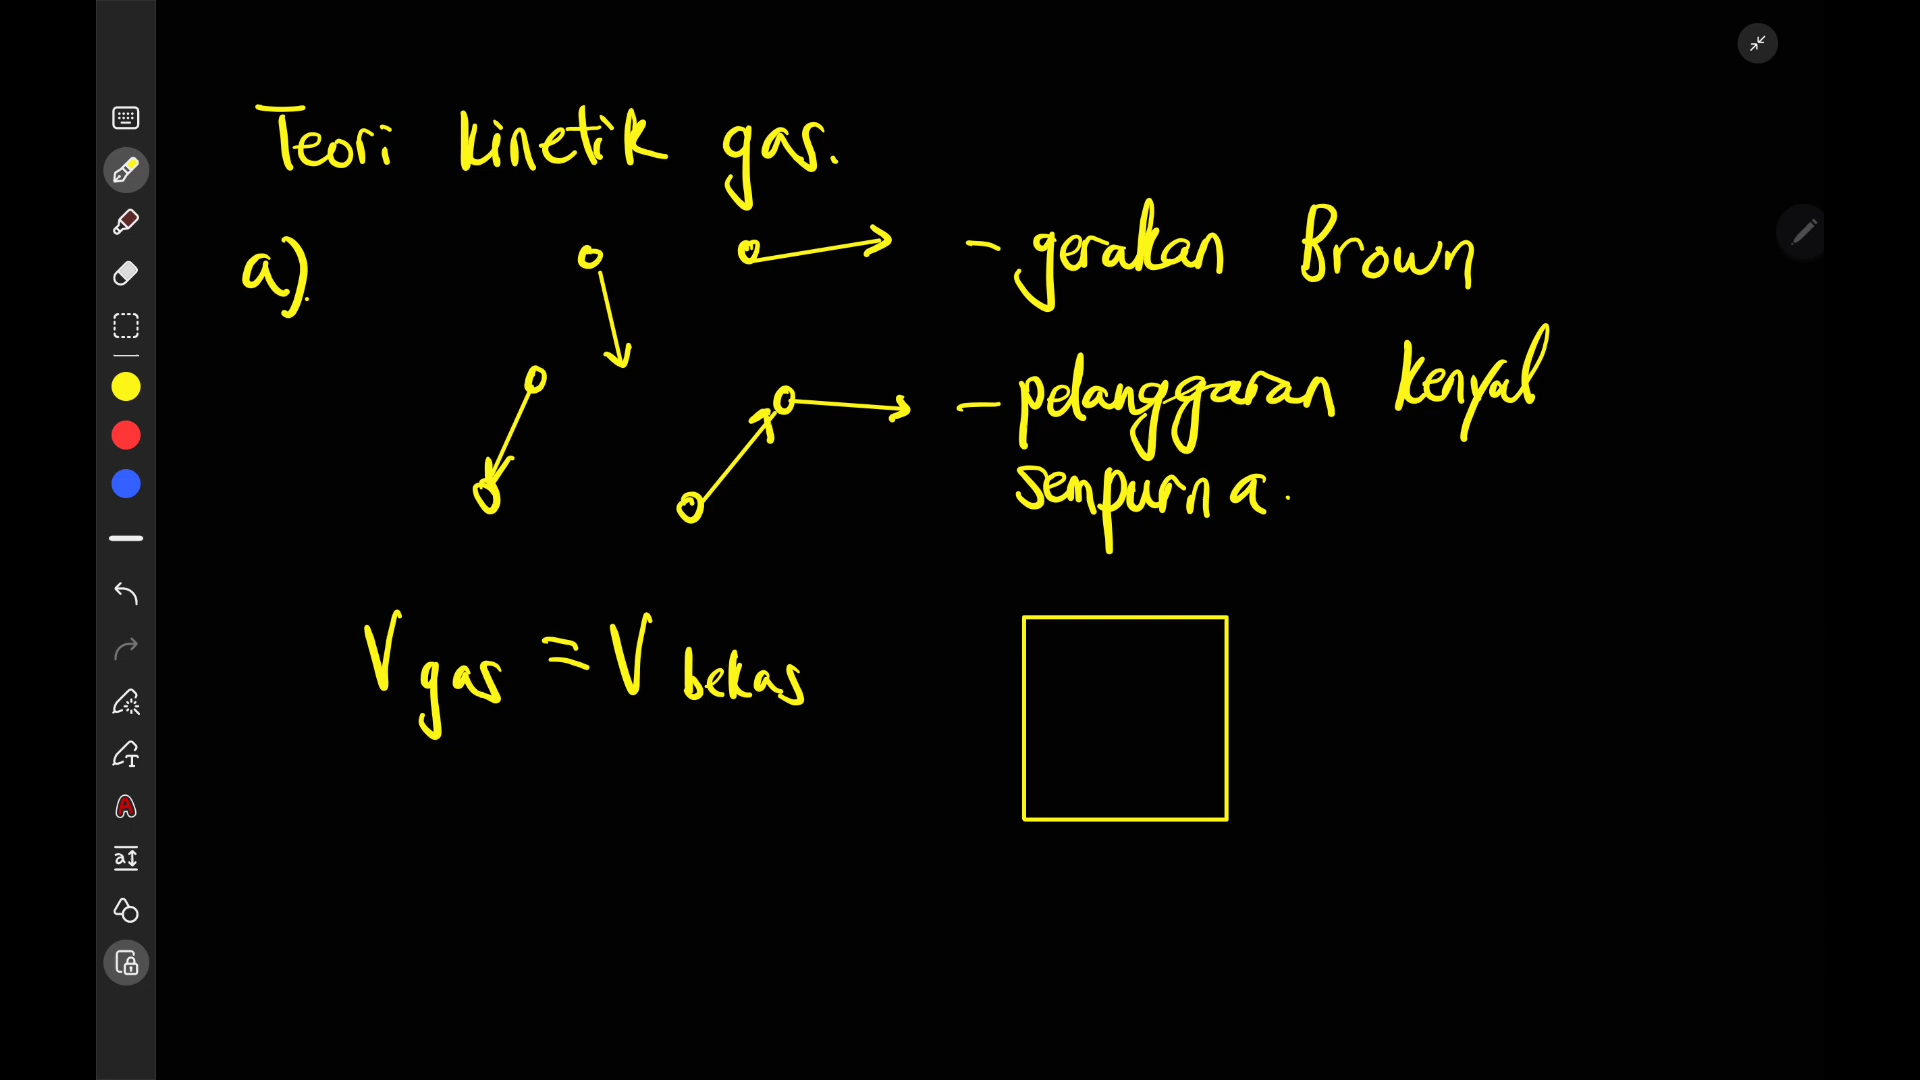 Teori kinetik gas.
a).
- gerakan Brown
- pelanggaran kenyal
sempurna.
V gas = V bekas